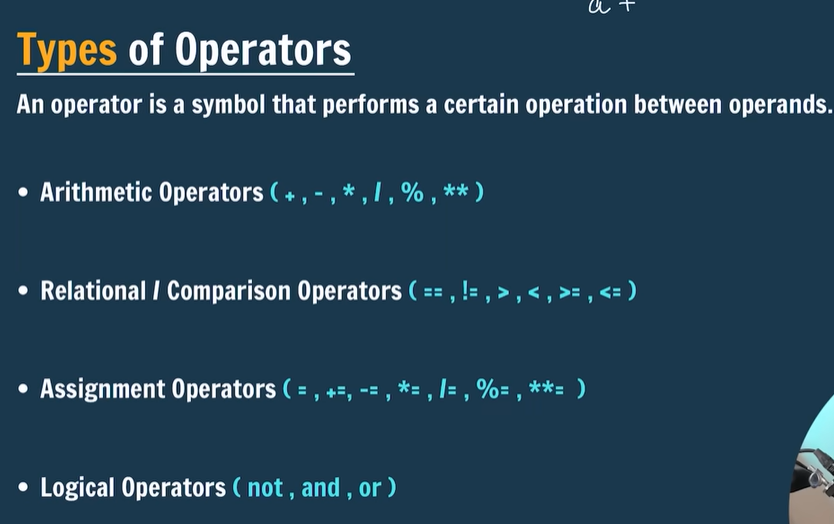 a +
Types of Operators
An operator is a symbol that performs a certain operation between operands.
• Arithmetic Operators ( + , - , * , / , % , ** )
• Relational / Comparison Operators ( == , != , > , < , >= , <= )
• Assignment Operators ( = , +=, -= , *= , /= , %= , **= )
• Logical Operators ( not , and , or )